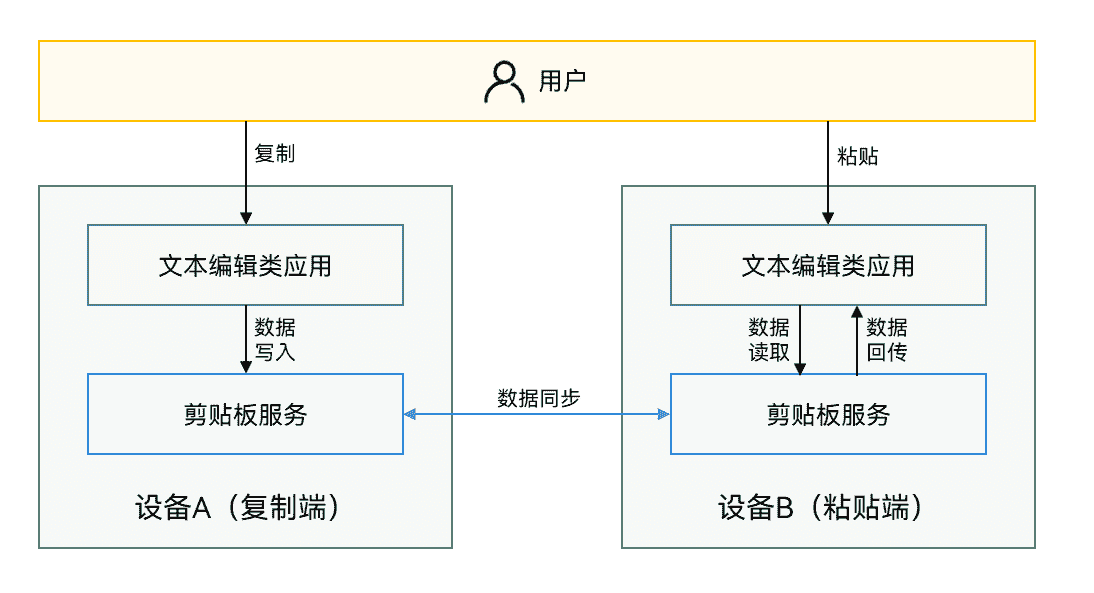 用户
复制
粘贴
文本编辑类应用
文本编辑类应用
数据
写入
数据
读取
数据
回传
剪贴板服务
数据同步
剪贴板服务
设备A（复制端）
设备B（粘贴端）